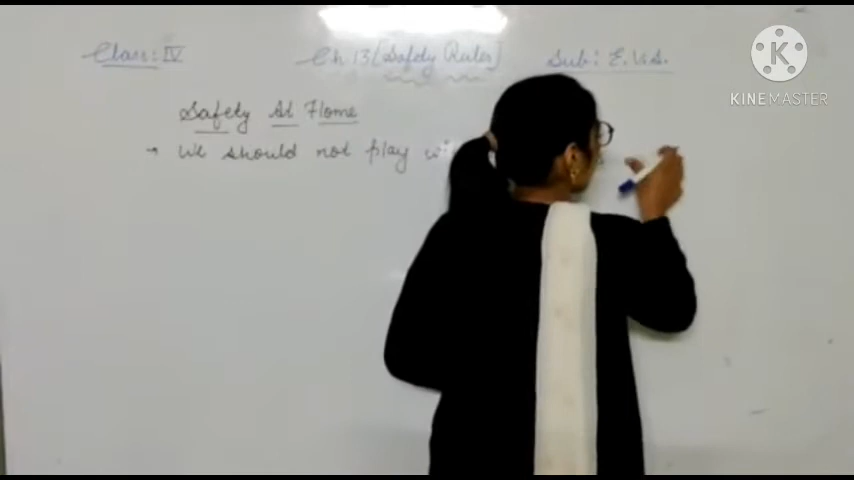 Class: IV Ch 13 [Safety Rules] Sub: E.V.S.
K
KINEMASTER
Safety At Home
→ We should not play